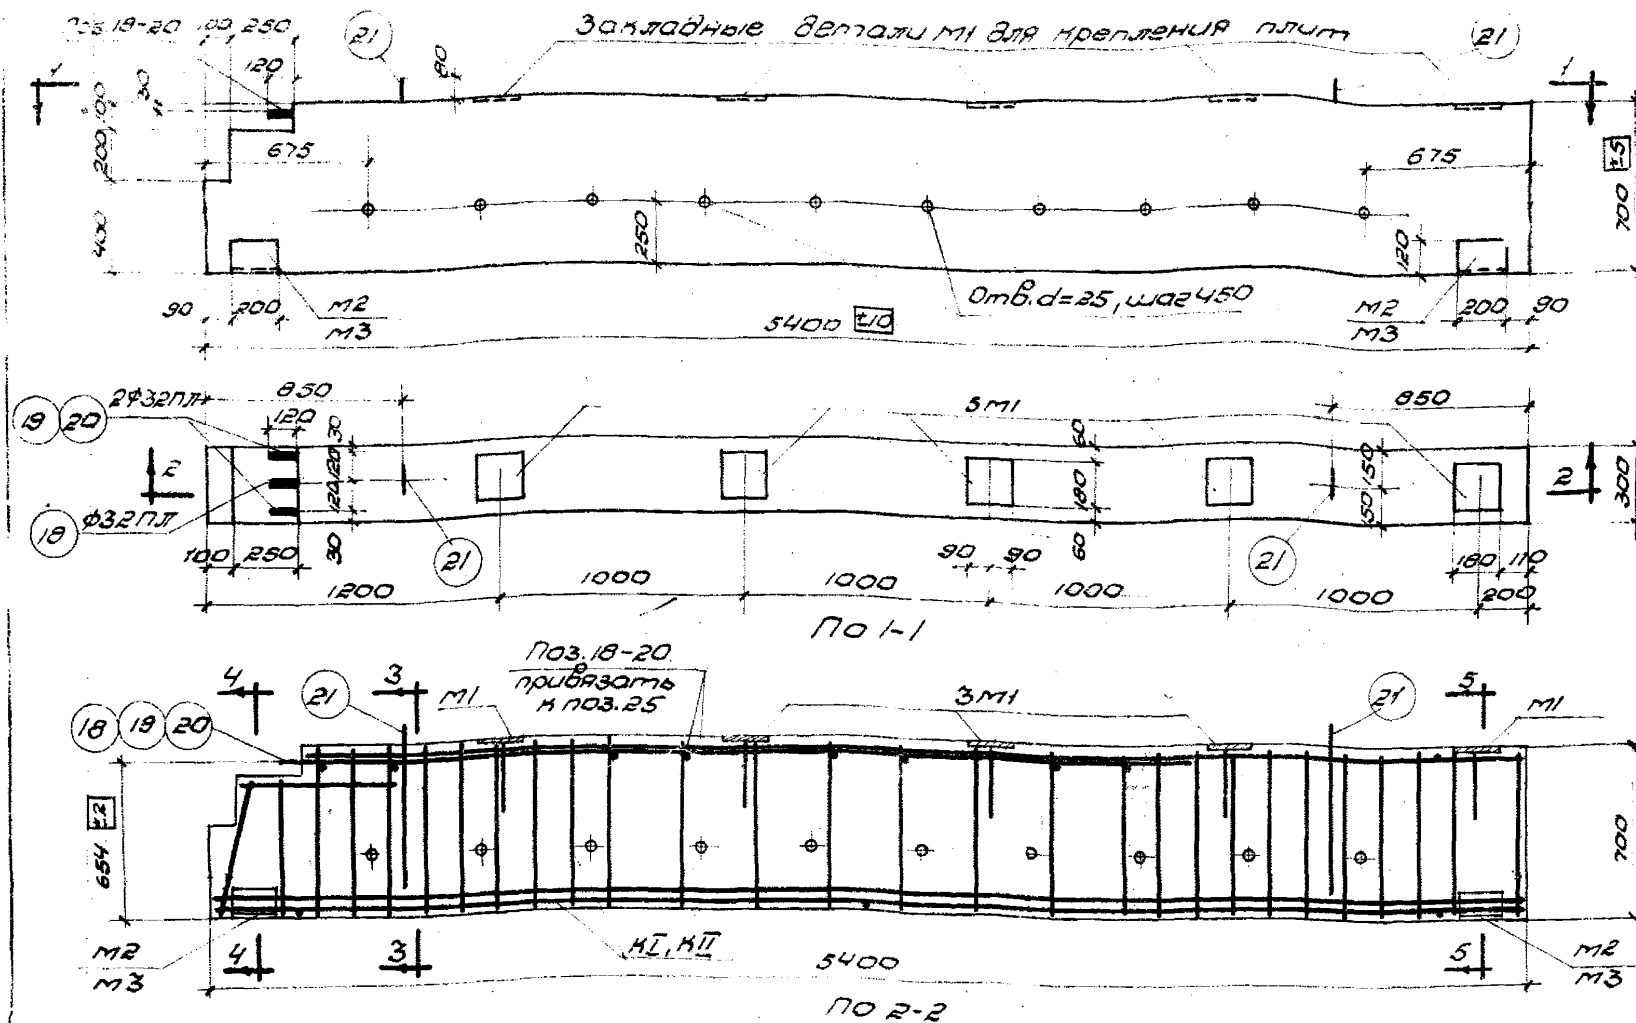 Поз.18-20 100 250
21
Закладные детали М1 для крепления плит
21
120
80
30
1
1
200 100
400
675
675
700 ±5
250
120
90 200
М2
М3
Отв.d=25, шаг 450
М2
М3
200 90
5400 ±10
19 20
2ф32ПЛ
850
120
5М1
850
2
2
30
120 120
30
60
180
60
150
150
300
18
ф32ПЛ
100 250
21
90 90
21
180 110
1200
1000
1000
1000
1000
200
По 1-1
Поз.18-20
привязать
к поз.25
4
21
3
М1
3М1
21
5
М1
18 19 20
654 ±2
700
М2
М3
4
3
КI, КII
5400
5
М2
М3
По 2-2